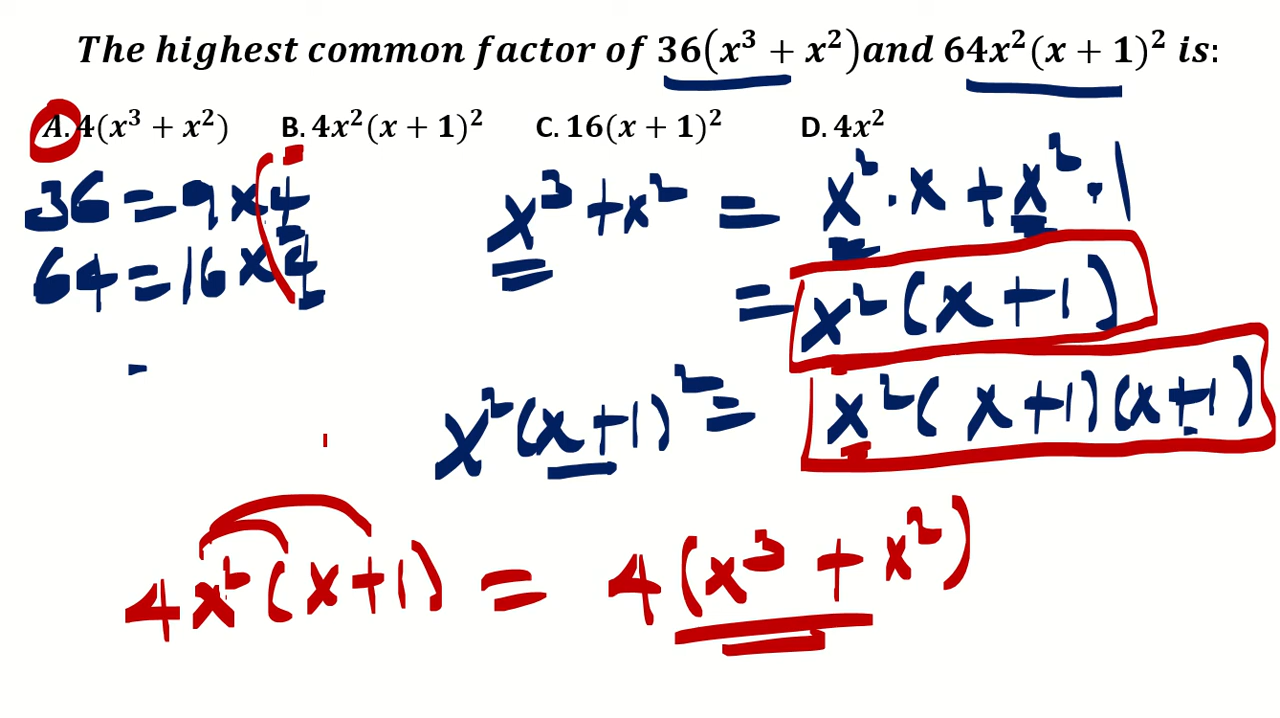 The highest common factor of 36(x³ + x²)and 64x²(x + 1)² is:
A. 4(x³ + x²) B. 4x²(x + 1)² C. 16(x + 1)² D. 4x²
36 = 9 x 4
64 = 16 x 4
=
x³ + x² = x² . x + x² . 1
= x² (x + 1)
x²(x+1)² = x²( x+1)(x+1)
4x²(x+1) = 4(x³ + x²)